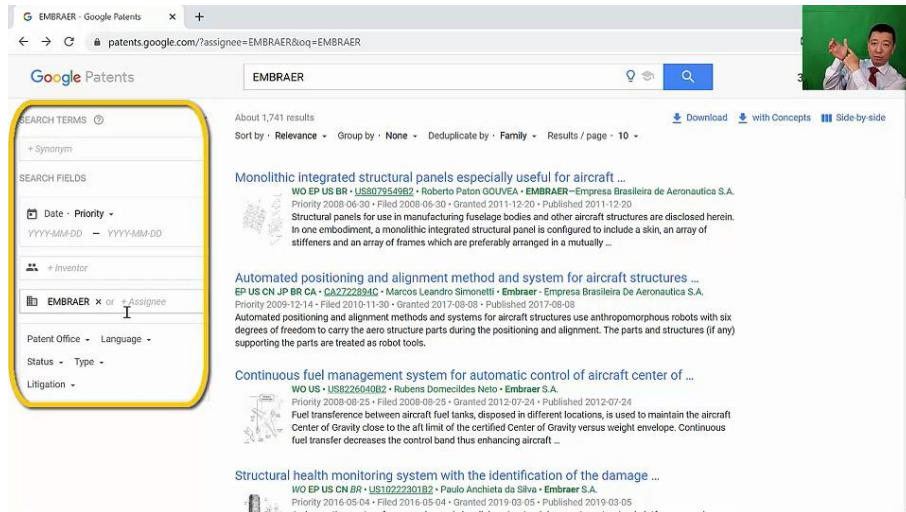 EMBRAER - Google Patents
patents.google.com/?assignee=EMBRAER&oq=EMBRAER
Google Patents
EMBRAER
SEARCH TERMS
+ Synonym
SEARCH FIELDS
Date · Priority
YYYY-MM-DD – YYYY-MM-DD
+ Inventor
EMBRAER × or + Assignee
Patent Office Language
Status Type
Litigation
About 1,741 results
Download with Concepts Side-by-side
Sort by · Relevance Group by · None Deduplicate by · Family Results / page · 10
Monolithic integrated structural panels especially useful for aircraft ...
WO EP US BR · US8079549B2 · Roberto Paton GOUVEA · EMBRAER–Empresa Brasileira de Aeronautica S.A.
Priority 2008-06-30 · Filed 2008-06-30 · Granted 2011-12-20 · Published 2011-12-20
Structural panels for use in manufacturing fuselage bodies and other aircraft structures are disclosed herein.
In one embodiment, a monolithic integrated structural panel is configured to include a skin, an array of
stiffeners and an array of frames which are preferably arranged in a mutually ...
Automated positioning and alignment method and system for aircraft structures ...
EP US CN JP BR CA · CA2722894C · Marcos Leandro Simonetti · Embraer - Empresa Brasileira De Aeronautica S.A.
Priority 2009-12-14 · Filed 2010-11-30 · Granted 2017-08-08 · Published 2017-08-08
Automated positioning and alignment methods and systems for aircraft structures use anthropomorphous robots with six
degrees of freedom to carry the aero structure parts during the positioning and alignment. The parts and structures (if any)
supporting the parts are treated as robot tools.
Continuous fuel management system for automatic control of aircraft center of ...
WO US · US8226040B2 · Rubens Domecildes Neto · Embraer S.A.
Priority 2008-08-25 · Filed 2008-08-25 · Granted 2012-07-24 · Published 2012-07-24
Fuel transference between aircraft fuel tanks, disposed in different locations, is used to maintain the aircraft
Center of Gravity close to the aft limit of the certified Center of Gravity versus weight envelope. Continuous
fuel transfer decreases the control band thus enhancing aircraft ...
Structural health monitoring system with the identification of the damage ...
WO EP US CN BR · US10222301B2 · Paulo Anchieta da Silva · Embraer S.A.
Priority 2016-05-04 · Filed 2016-05-04 · Granted 2019-03-05 · Published 2019-03-05